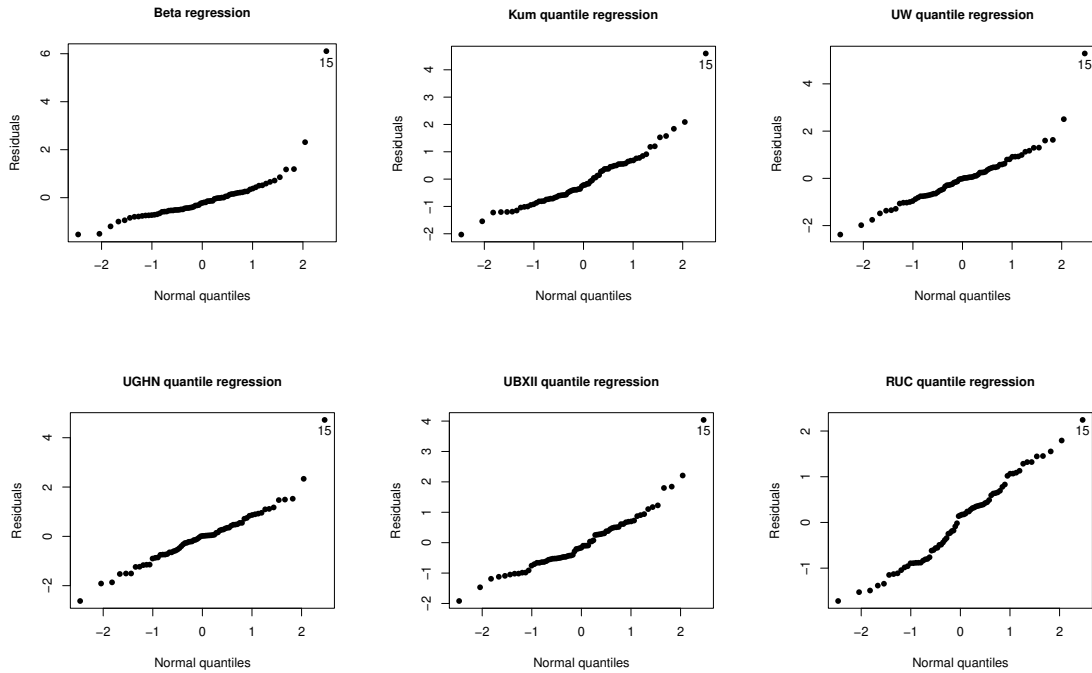 Beta regression
Residuals
6
4
2
0
15
−2 −1 0 1 2
Normal quantiles
Kum quantile regression
Residuals
4
3
2
1
0
−1
−2
15
−2 −1 0 1 2
Normal quantiles
UW quantile regression
Residuals
4
2
0
−2
15
−2 −1 0 1 2
Normal quantiles
UGHN quantile regression
Residuals
4
2
0
−2
15
−2 −1 0 1 2
Normal quantiles
UBXII quantile regression
Residuals
4
3
2
1
0
−1
−2
15
−2 −1 0 1 2
Normal quantiles
RUC quantile regression
Residuals
2
1
0
−1
15
−2 −1 0 1 2
Normal quantiles